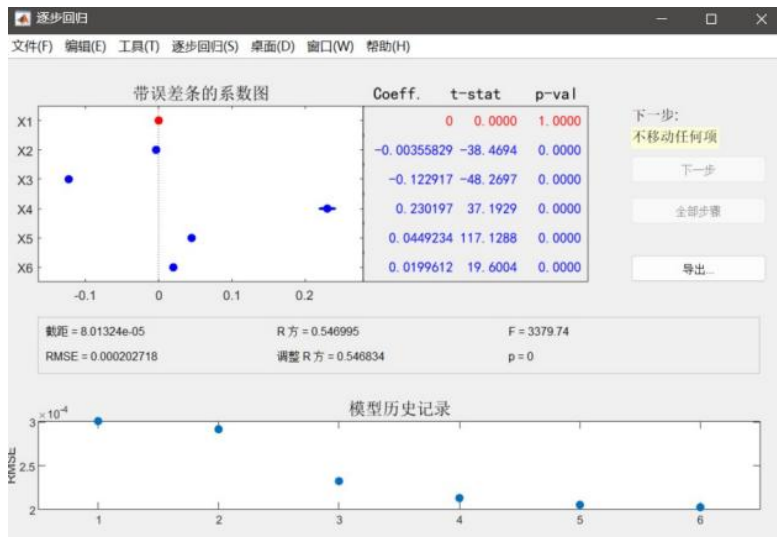 逐步回归
文件(F) 编辑(E) 工具(T) 逐步回归(S) 桌面(D) 窗口(W) 帮助(H)
带误差条的系数图
Coeff. t-stat p-val
X1 0 0.0000 1.0000
X2 -0.00355829 -38.4694 0.0000
X3 -0.122917 -48.2697 0.0000
X4 0.230197 37.1929 0.0000
X5 0.0449234 117.1288 0.0000
X6 0.0199612 19.6004 0.0000
-0.1 0 0.1 0.2
下一步:
不移动任何项
下一步
全部步骤
导出...
截距 = 8.01324e-05 R 方 = 0.546995 F = 3379.74
RMSE = 0.000202718 调整 R 方 = 0.546834 p = 0
模型历史记录
×10⁻⁴
3
2.5
2
RMSE
1 2 3 4 5 6